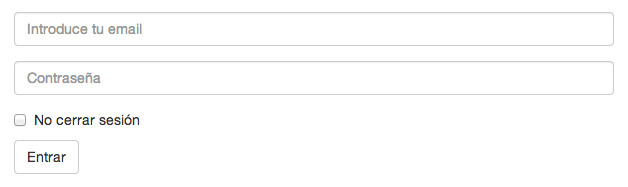 Introduce tu email
Contraseña
No cerrar sesión
Entrar